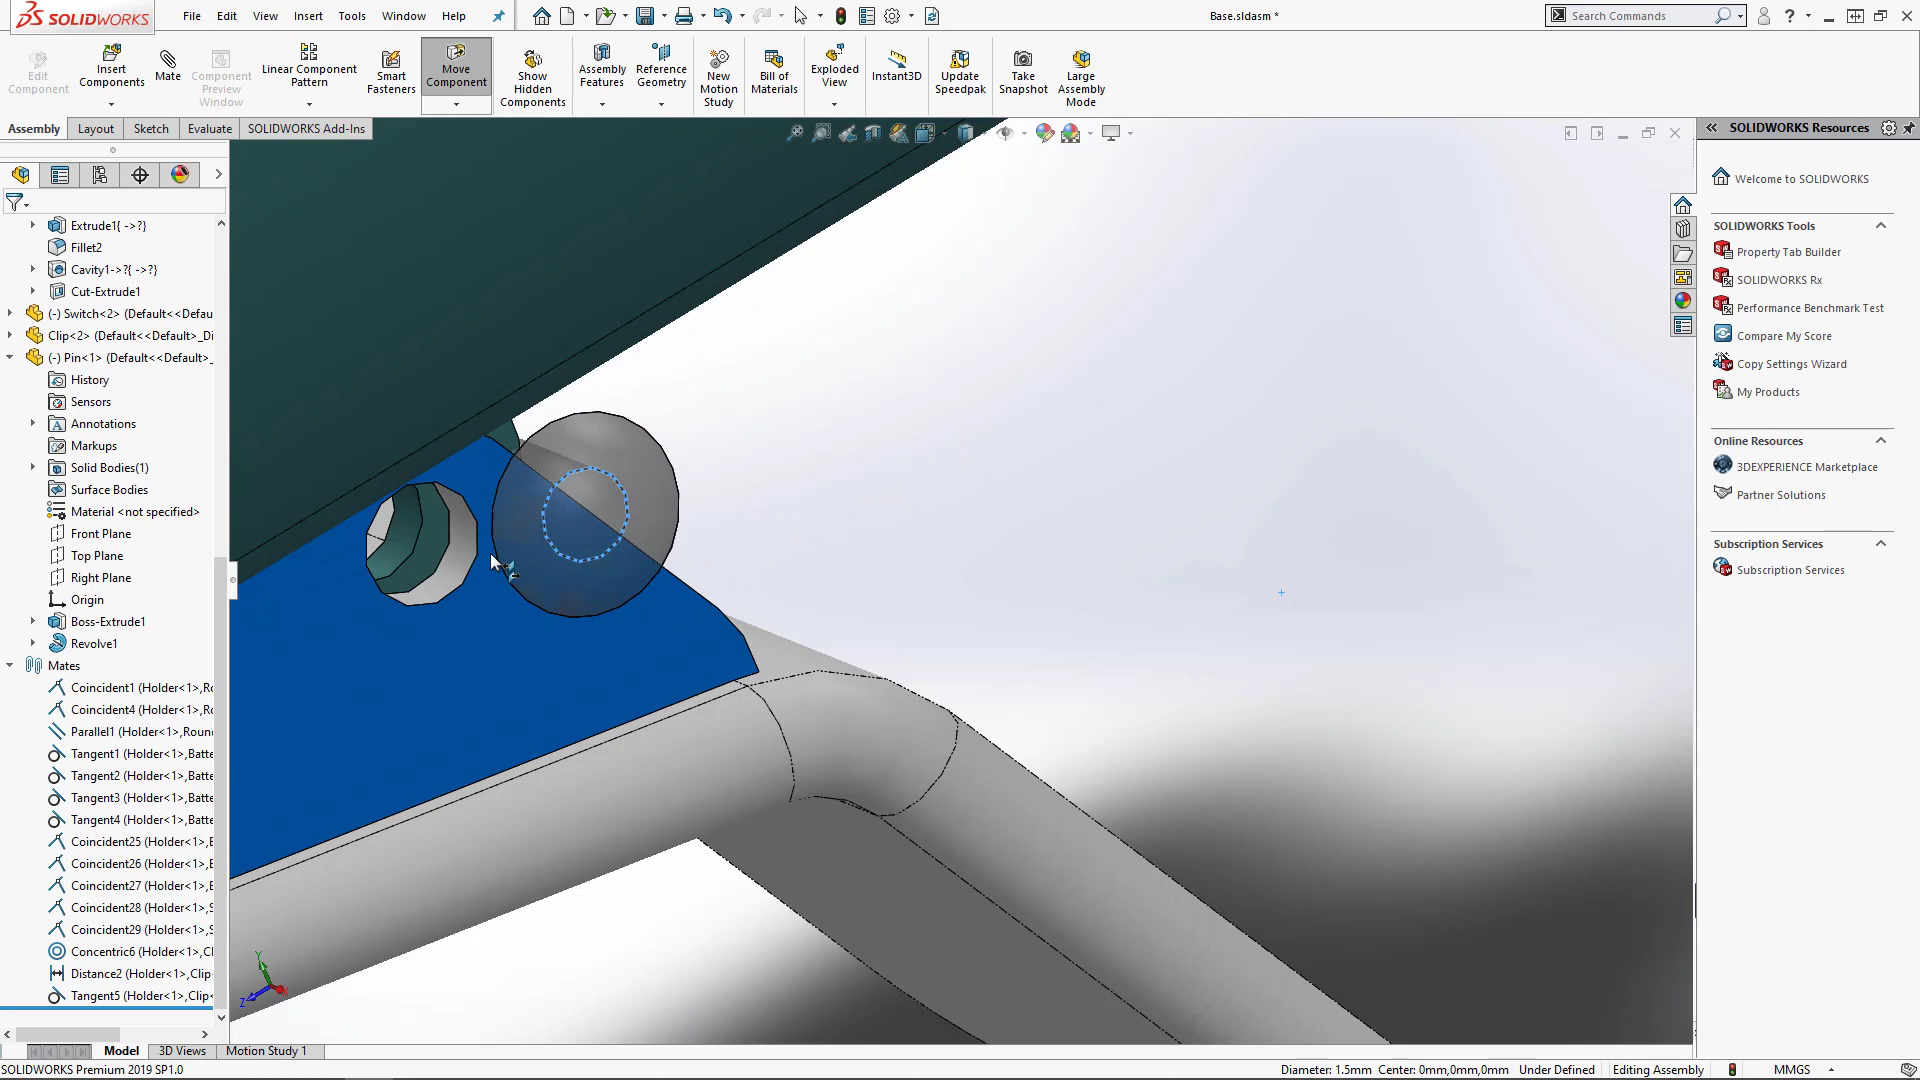 SOLIDWORKS
File Edit View Insert Tools Window Help
Base.sldasm *
Search Commands
Edit Component
Insert Components
Mate
Component Preview Window
Linear Component Pattern
Smart Fasteners
Move Component
Show Hidden Components
Assembly Features
Reference Geometry
New Motion Study
Bill of Materials
Exploded View
Instant3D
Update Speedpak
Take Snapshot
Large Assembly Mode
Assembly Layout Sketch Evaluate SOLIDWORKS Add-Ins
Extrude1{ ->?}
Fillet2
Cavity1->?{ ->?}
Cut-Extrude1
(-) Switch<2> (Default<<Defau
Clip<2> (Default<<Default>_Di
(-) Pin<1> (Default<<Default>_
History
Sensors
Annotations
Markups
Solid Bodies(1)
Surface Bodies
Material <not specified>
Front Plane
Top Plane
Right Plane
Origin
Boss-Extrude1
Revolve1
Mates
Coincident1 (Holder<1>,Ro
Coincident4 (Holder<1>,Ro
Parallel1 (Holder<1>,Roun
Tangent1 (Holder<1>,Batte
Tangent2 (Holder<1>,Batte
Tangent3 (Holder<1>,Batte
Tangent4 (Holder<1>,Batte
Coincident25 (Holder<1>,E
Coincident26 (Holder<1>,E
Coincident27 (Holder<1>,E
Coincident28 (Holder<1>,S
Coincident29 (Holder<1>,S
Concentric6 (Holder<1>,Cl
Distance2 (Holder<1>,Clip
Tangent5 (Holder<1>,Clip<
Y
Z
X
SOLIDWORKS Resources
Welcome to SOLIDWORKS
SOLIDWORKS Tools
Property Tab Builder
SOLIDWORKS Rx
Performance Benchmark Test
Compare My Score
Copy Settings Wizard
My Products
Online Resources
3DEXPERIENCE Marketplace
Partner Solutions
Subscription Services
Subscription Services
Model 3D Views Motion Study 1
SOLIDWORKS Premium 2019 SP1.0
Diameter: 1.5mm Center: 0mm,0mm,0mm Under Defined Editing Assembly MMGS